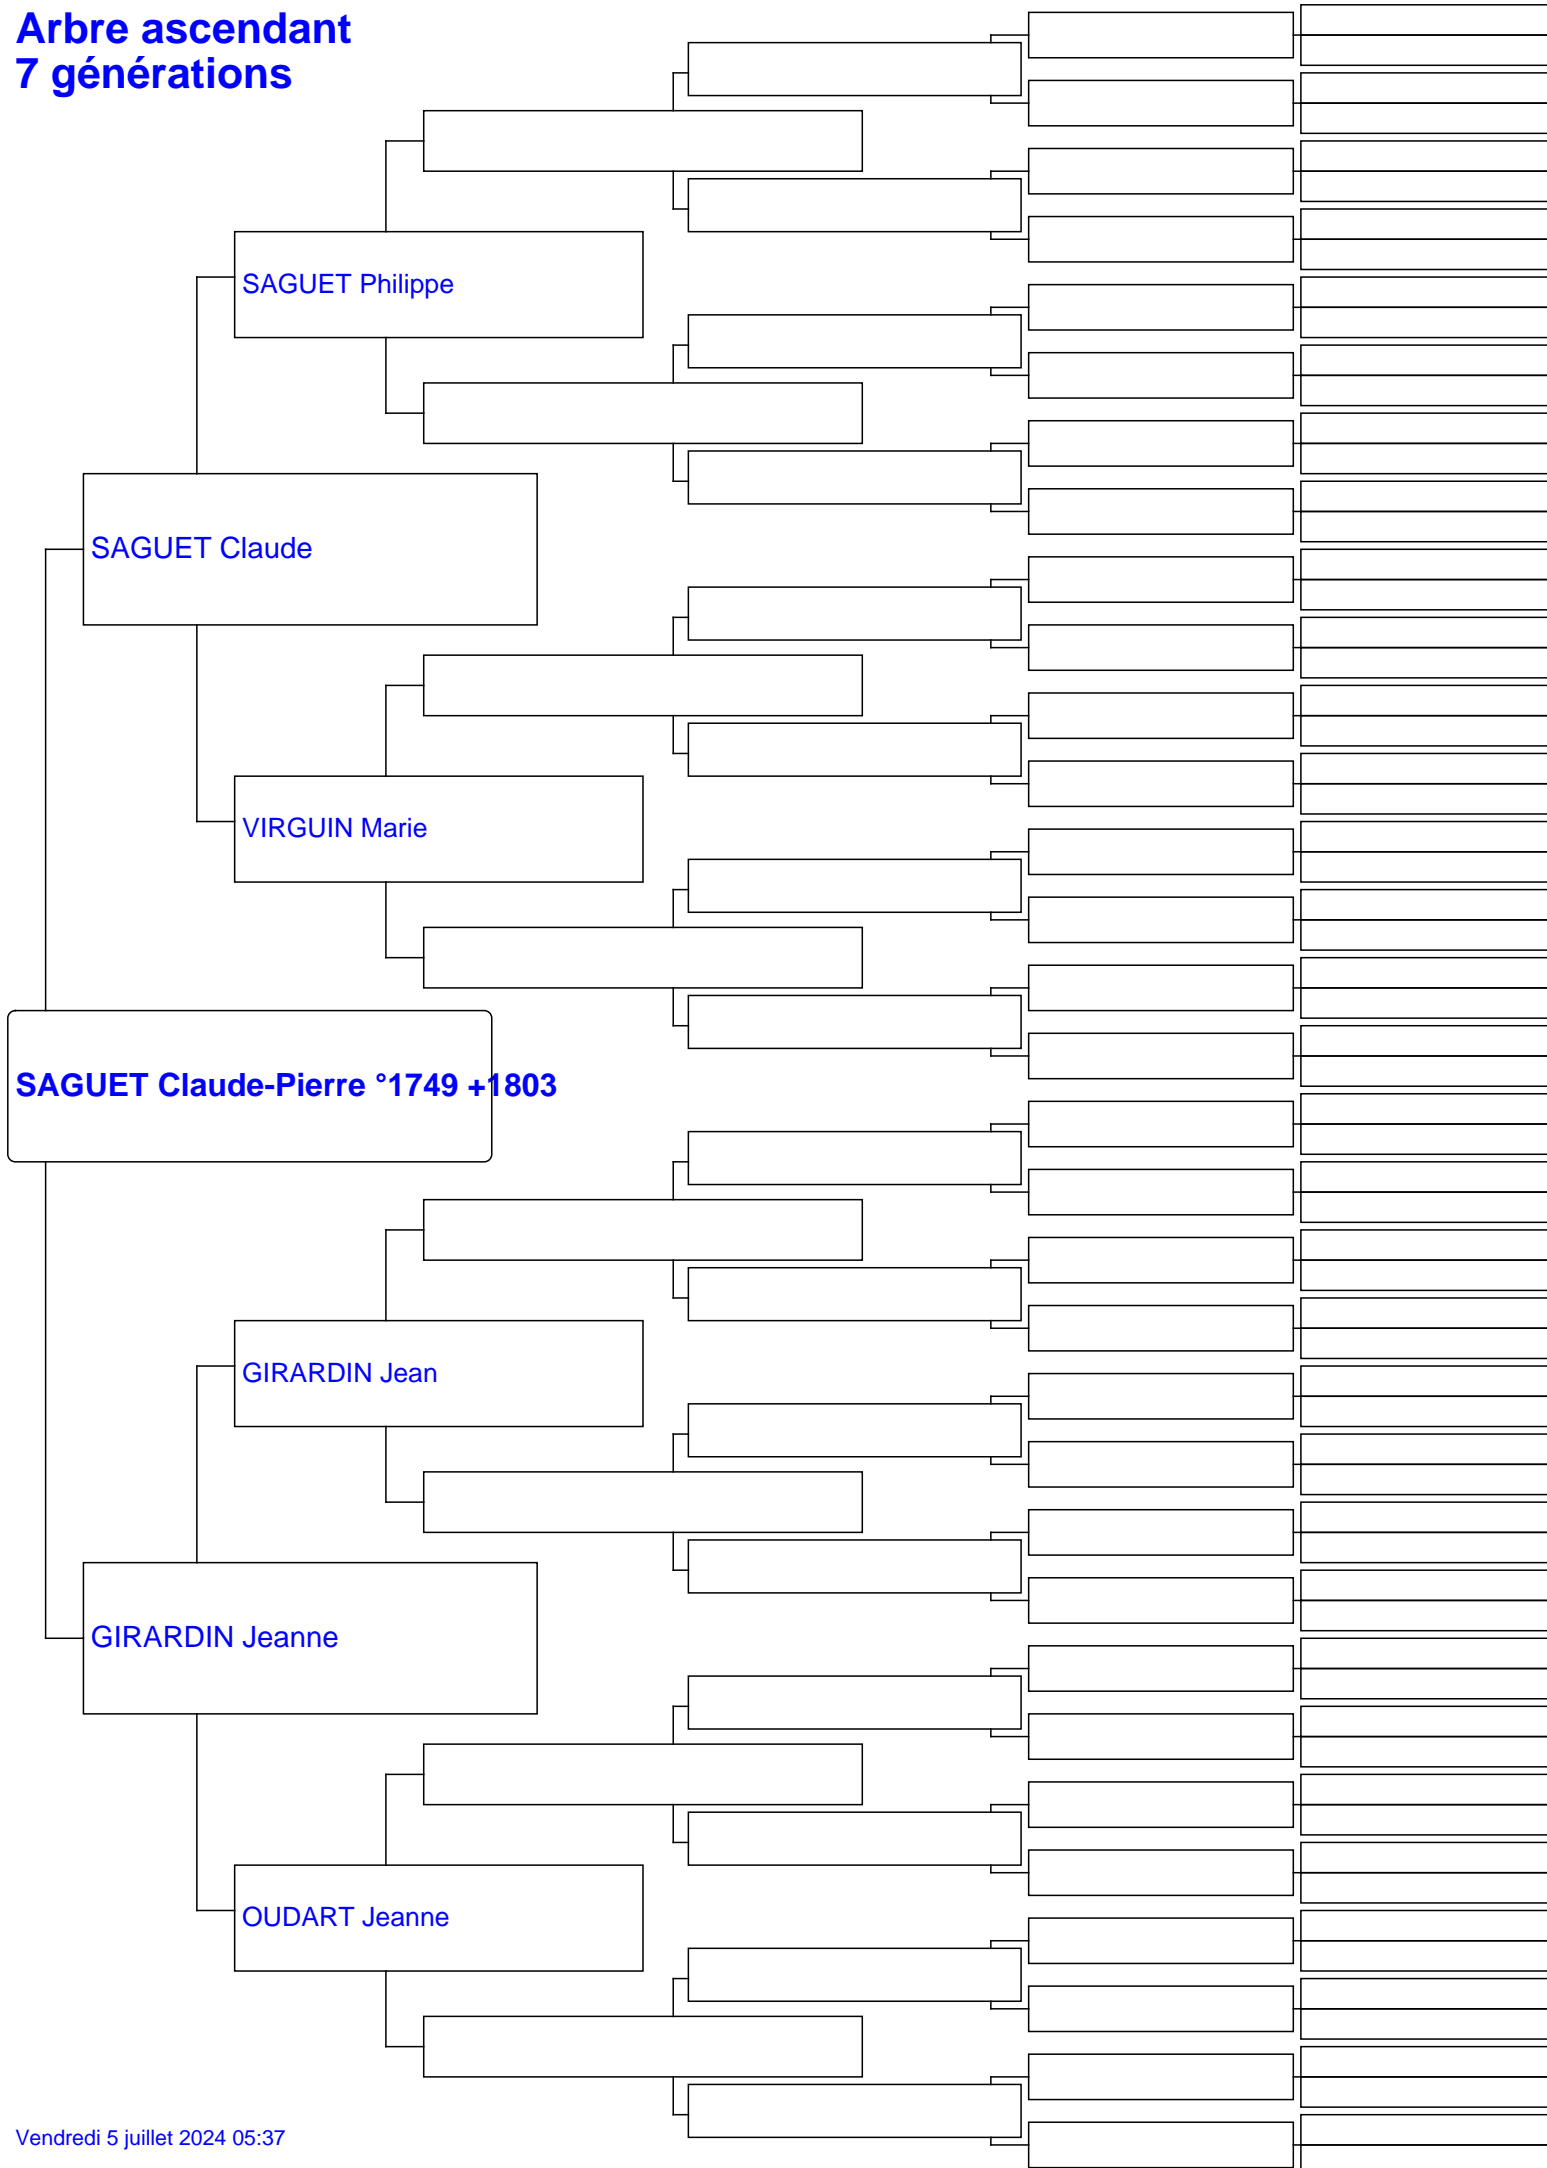 Arbre ascendant
7 générations
SAGUET Philippe
SAGUET Claude
VIRGUIN Marie
SAGUET Claude-Pierre °1749 +1803
GIRARDIN Jean
GIRARDIN Jeanne
OUDART Jeanne
Vendredi 5 juillet 2024 05:37